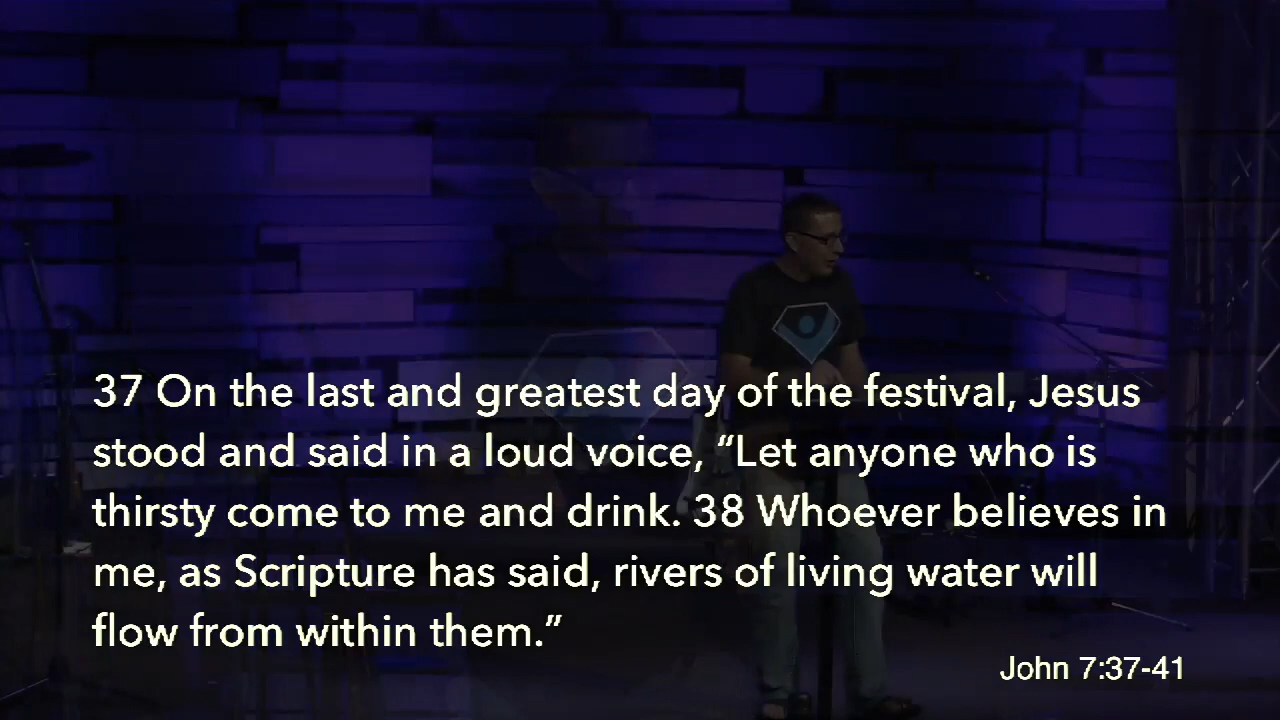 37 On the last and greatest day of the festival, Jesus
stood and said in a loud voice, “Let anyone who is
thirsty come to me and drink. 38 Whoever believes in
me, as Scripture has said, rivers of living water will
flow from within them.”
John 7:37-41